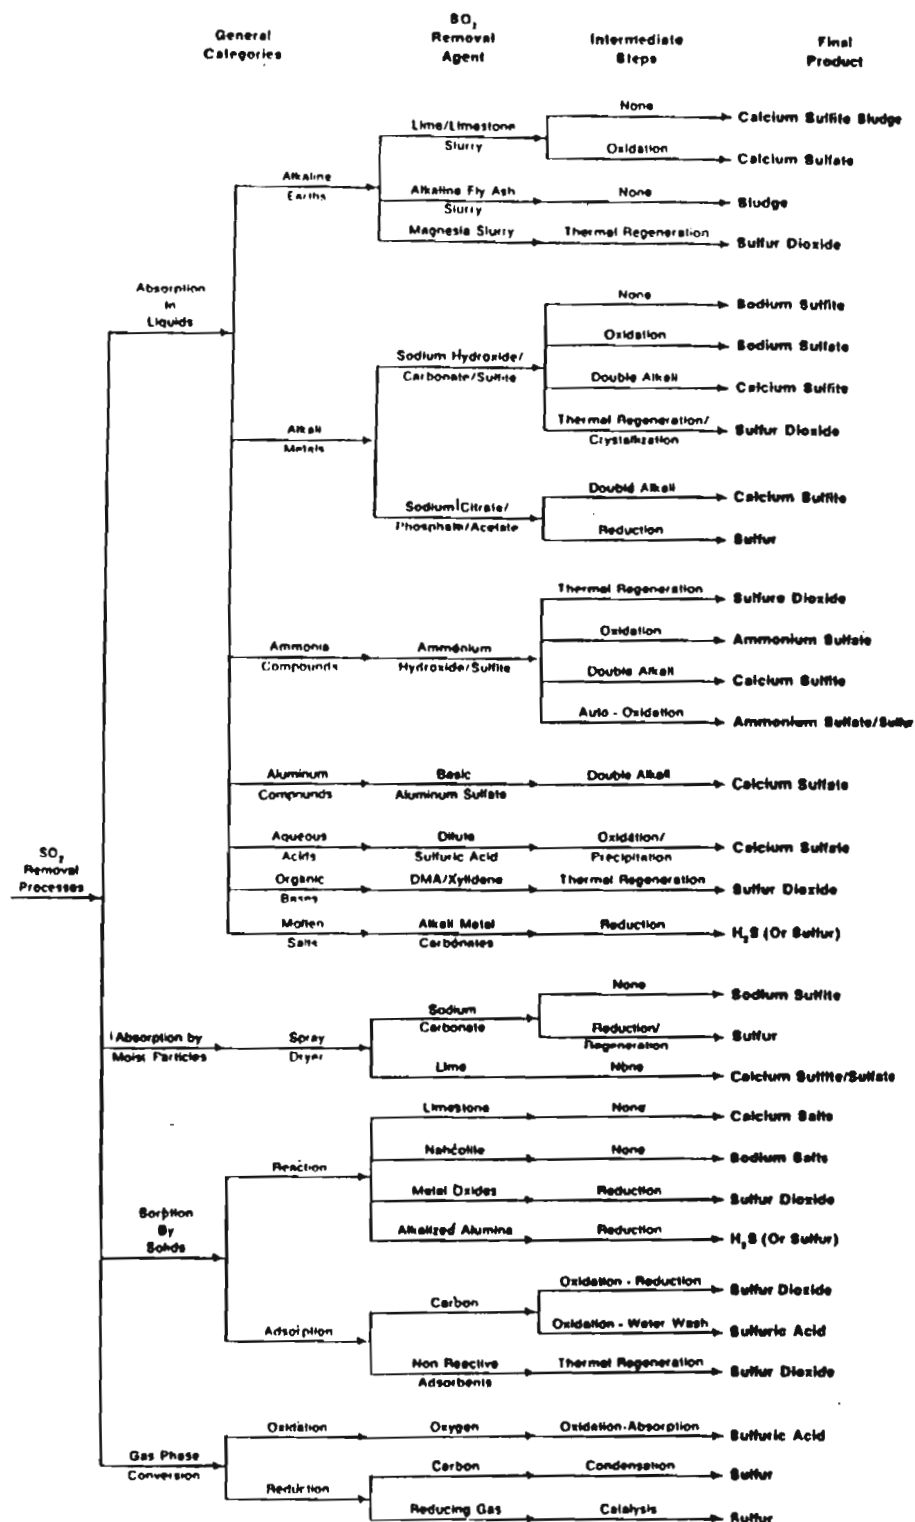 General
Categories
SO2
Removal
Agent
Intermediate
Steps
Final
Product
None
Calcium Sulfite Sludge
Lime/Limestone
Slurry
Oxidation
Calcium Sulfate
Alkaline
Earths
Alkaline Fly Ash
Slurry
None
Sludge
Magnesia Slurry
Thermal Regeneration
Sulfur Dioxide
Absorption
In
Liquids
None
Sodium Sulfite
Oxidation
Sodium Sulfate
Sodium Hydroxide/
Carbonate/Sulfite
Double Alkali
Calcium Sulfite
Alkali
Metals
Thermal Regeneration/
Crystallization
Sulfur Dioxide
Double Alkali
Calcium Sulfite
Sodium Citrate/
Phosphate/Acetate
Reduction
Sulfur
Thermal Regeneration
Sulfure Dioxide
Oxidation
Ammonium Sulfate
Ammonia
Compounds
Ammonium
Hydroxide/Sulfite
Double Alkali
Calcium Sulfite
Auto - Oxidation
Ammonium Sulfate/Sulfur
Aluminum
Compounds
Basic
Aluminum Sulfate
Double Alkali
Calcium Sulfate
Aqueous
Acids
Dilute
Sulfuric Acid
Oxidation/
Precipitation
Calcium Sulfate
SO2
Removal
Processes
Organic
Bases
DMA/Xylidene
Thermal Regeneration
Sulfur Dioxide
Molten
Salts
Alkali Metal
Carbonates
Reduction
H2S (Or Sulfur)
None
Sodium Sulfite
Sodium
Carbonate
Reduction/
Regeneration
Sulfur
Absorption by
Moist Particles
Spray
Dryer
Lime
None
Calcium Sulfite/Sulfate
Limestone
None
Calcium Salts
Nahcolite
None
Sodium Salts
Reaction
Metal Oxides
Reduction
Sulfur Dioxide
Sorption
By
Solids
Alkalized Alumina
Reduction
H2S (Or Sulfur)
Oxidation - Reduction
Sulfur Dioxide
Carbon
Oxidation - Water Wash
Sulfuric Acid
Adsorption
Non Reactive
Adsorbents
Thermal Regeneration
Sulfur Dioxide
Oxidation
Oxygen
Oxidation-Absorption
Sulfuric Acid
Gas Phase
Conversion
Carbon
Condensation
Sulfur
Reduction
Reducing Gas
Catalysis
Sulfur